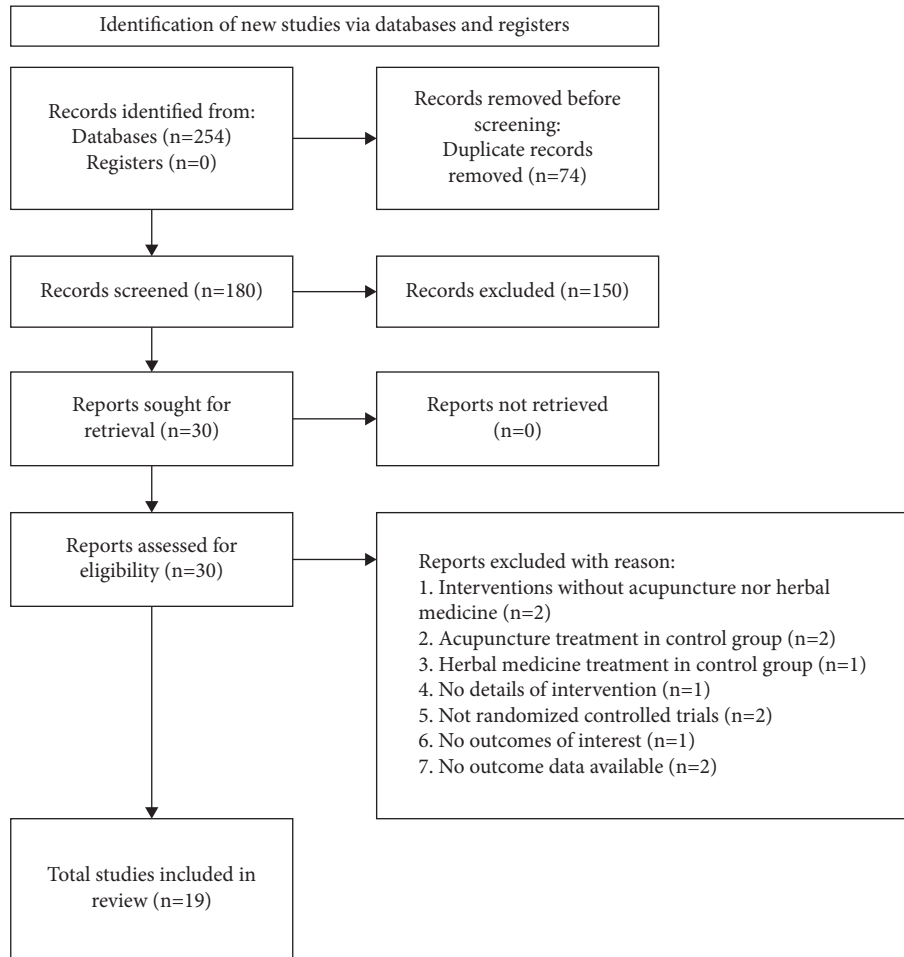 Identification of new studies via databases and registers
Records identified from:
Databases (n=254)
Registers (n=0)
Records removed before
screening:
Duplicate records
removed (n=74)
Records screened (n=180)
Records excluded (n=150)
Reports sought for
retrieval (n=30)
Reports not retrieved
(n=0)
Reports assessed for
eligibility (n=30)
Reports excluded with reason:
1. Interventions without acupuncture nor herbal
medicine (n=2)
2. Acupuncture treatment in control group (n=2)
3. Herbal medicine treatment in control group (n=1)
4. No details of intervention (n=1)
5. Not randomized controlled trials (n=2)
6. No outcomes of interest (n=1)
7. No outcome data available (n=2)
Total studies included in
review (n=19)